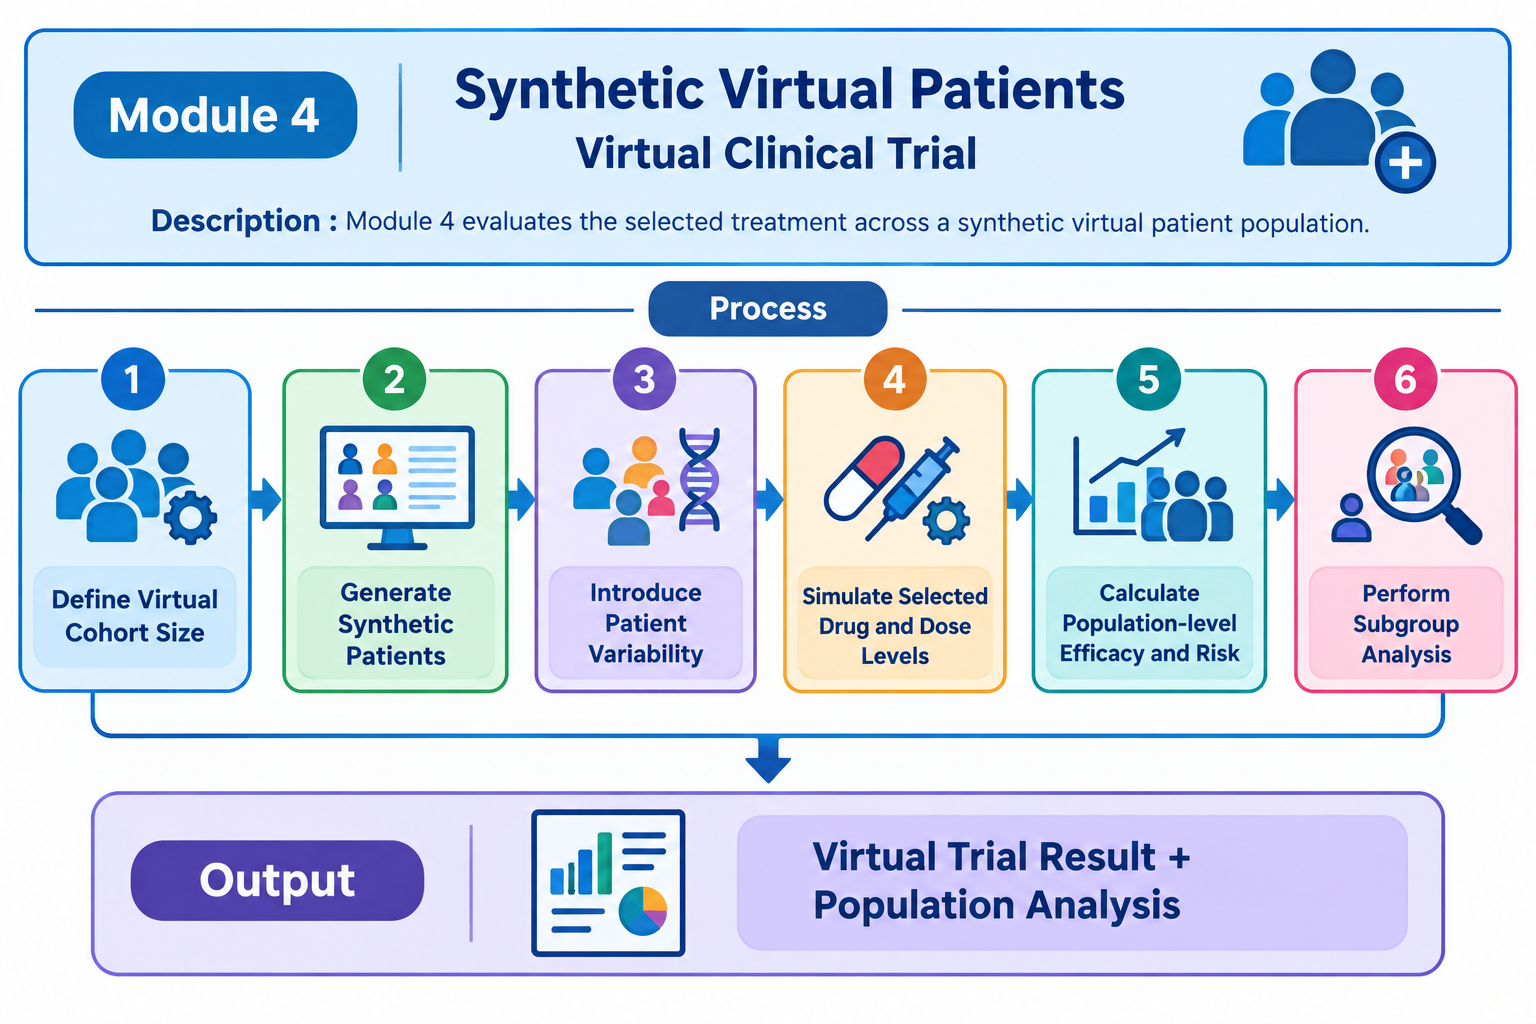 Module 4
Synthetic Virtual Patients
Virtual Clinical Trial
Description : Module 4 evaluates the selected treatment across a synthetic virtual patient population.
Process
1
Define Virtual
Cohort Size
2
Generate
Synthetic
Patients
3
Introduce
Patient
Variability
4
Simulate Selected
Drug and Dose
Levels
5
Calculate
Population-level
Efficacy and Risk
6
Perform
Subgroup
Analysis
Output
Virtual Trial Result +
Population Analysis